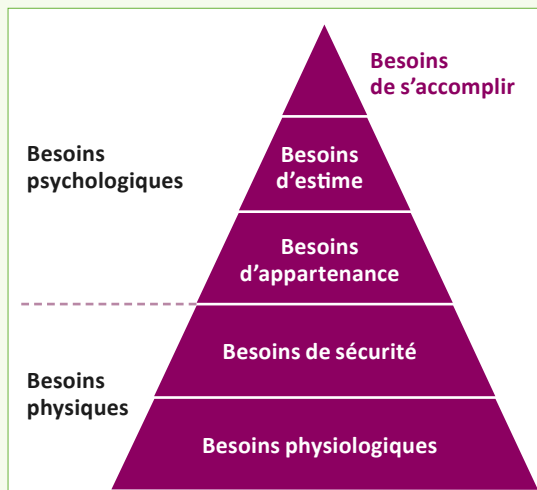 Besoins
de s’accomplir
Besoins
psychologiques
Besoins
d’estime
Besoins
d’appartenance
Besoins de sécurité
Besoins
physiques
Besoins physiologiques